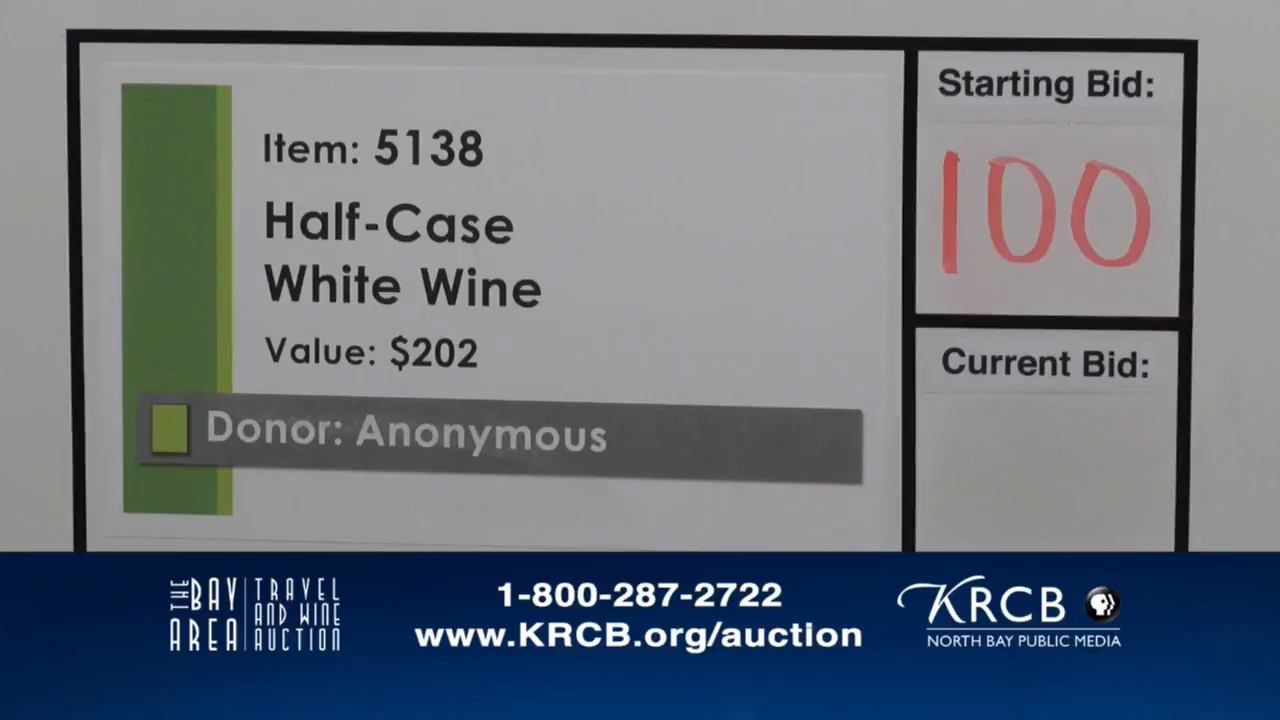 Item: 5138
Half-Case
White Wine
Value: $202
Donor: Anonymous
Starting Bid:
100
Current Bid:
THE BAY AREA
TRAVEL
AND WINE
AUCTION
1-800-287-2722
www.KRCB.org/auction
KRCB
NORTH BAY PUBLIC MEDIA